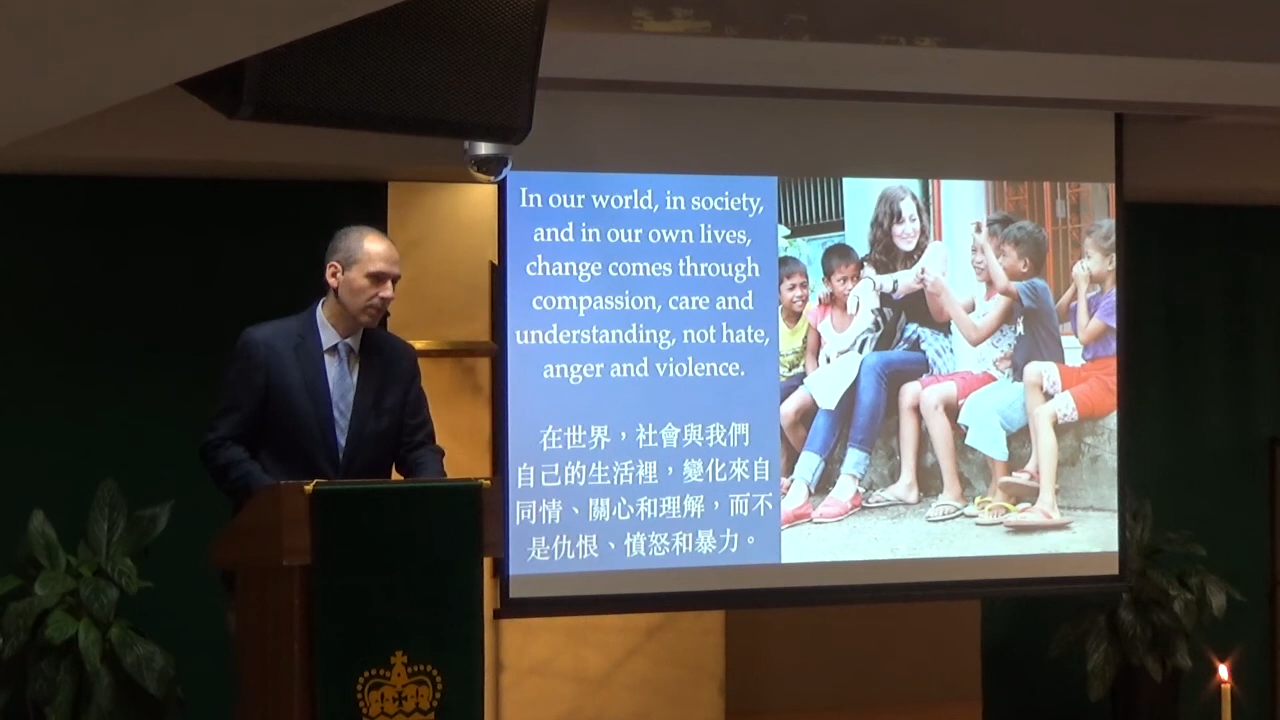 In our world, in society,
and in our own lives,
change comes through
compassion, care and
understanding, not hate,
anger and violence.
在世界，社會與我們
自己的生活裡，變化來自
同情、關心和理解，而不
是仇恨、憤怒和暴力。